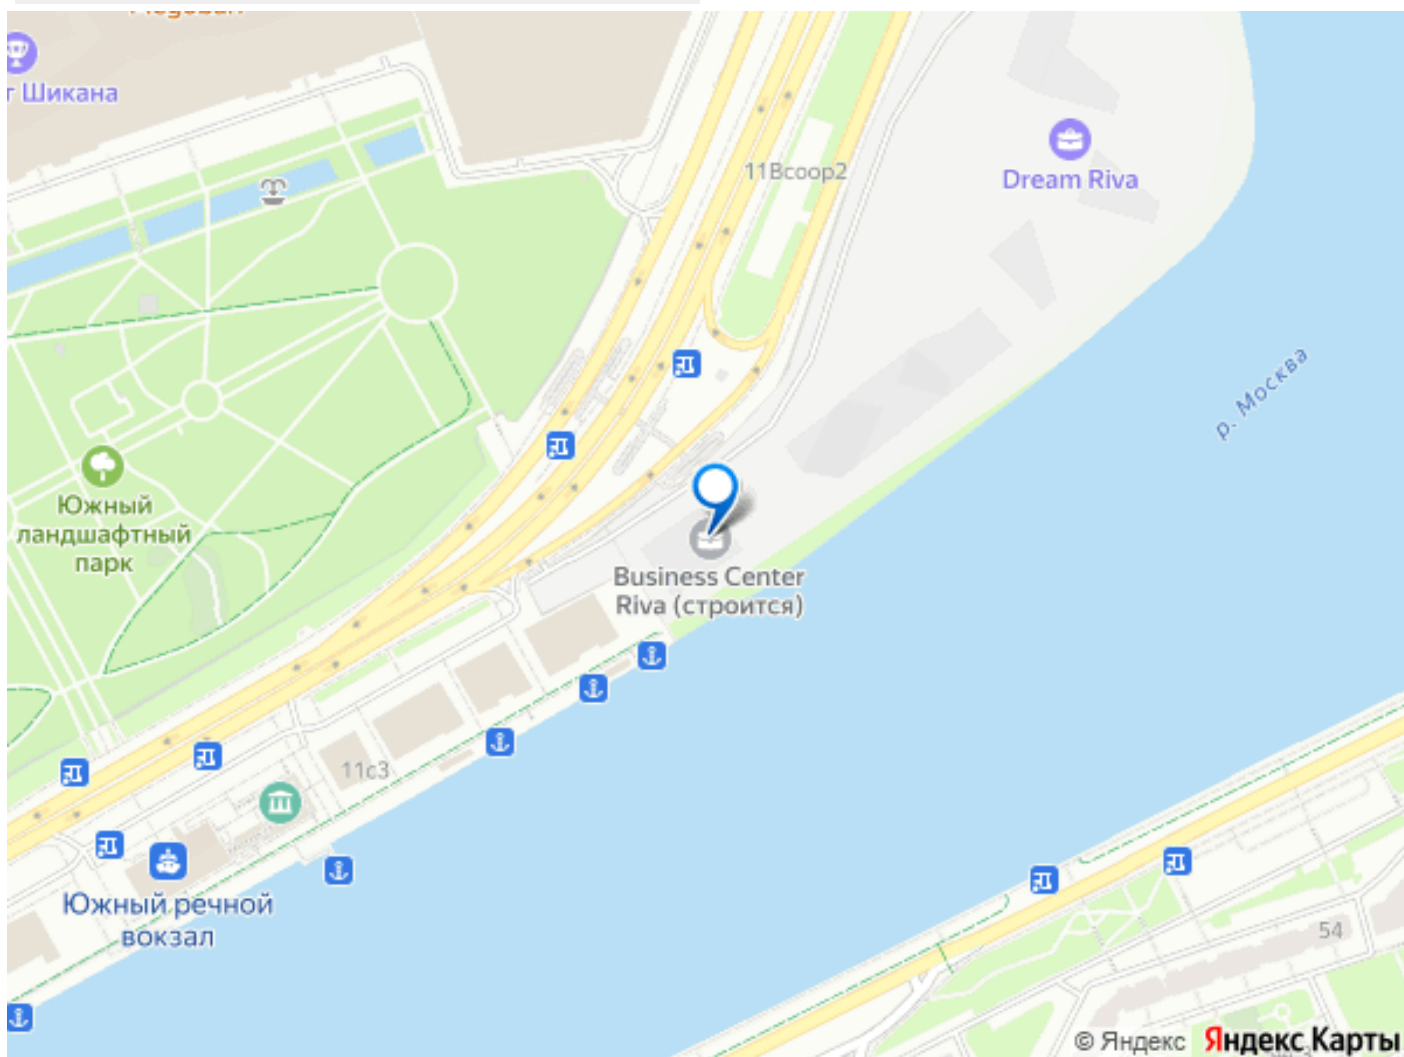 г Шикана
11Всоор2
Dream Riva
р. Москва
Южный
ландшафтный
парк
Business Center
Riva (строится)
11с3
Южный речной
вокзал
54
© Яндекс Яндекс Карты